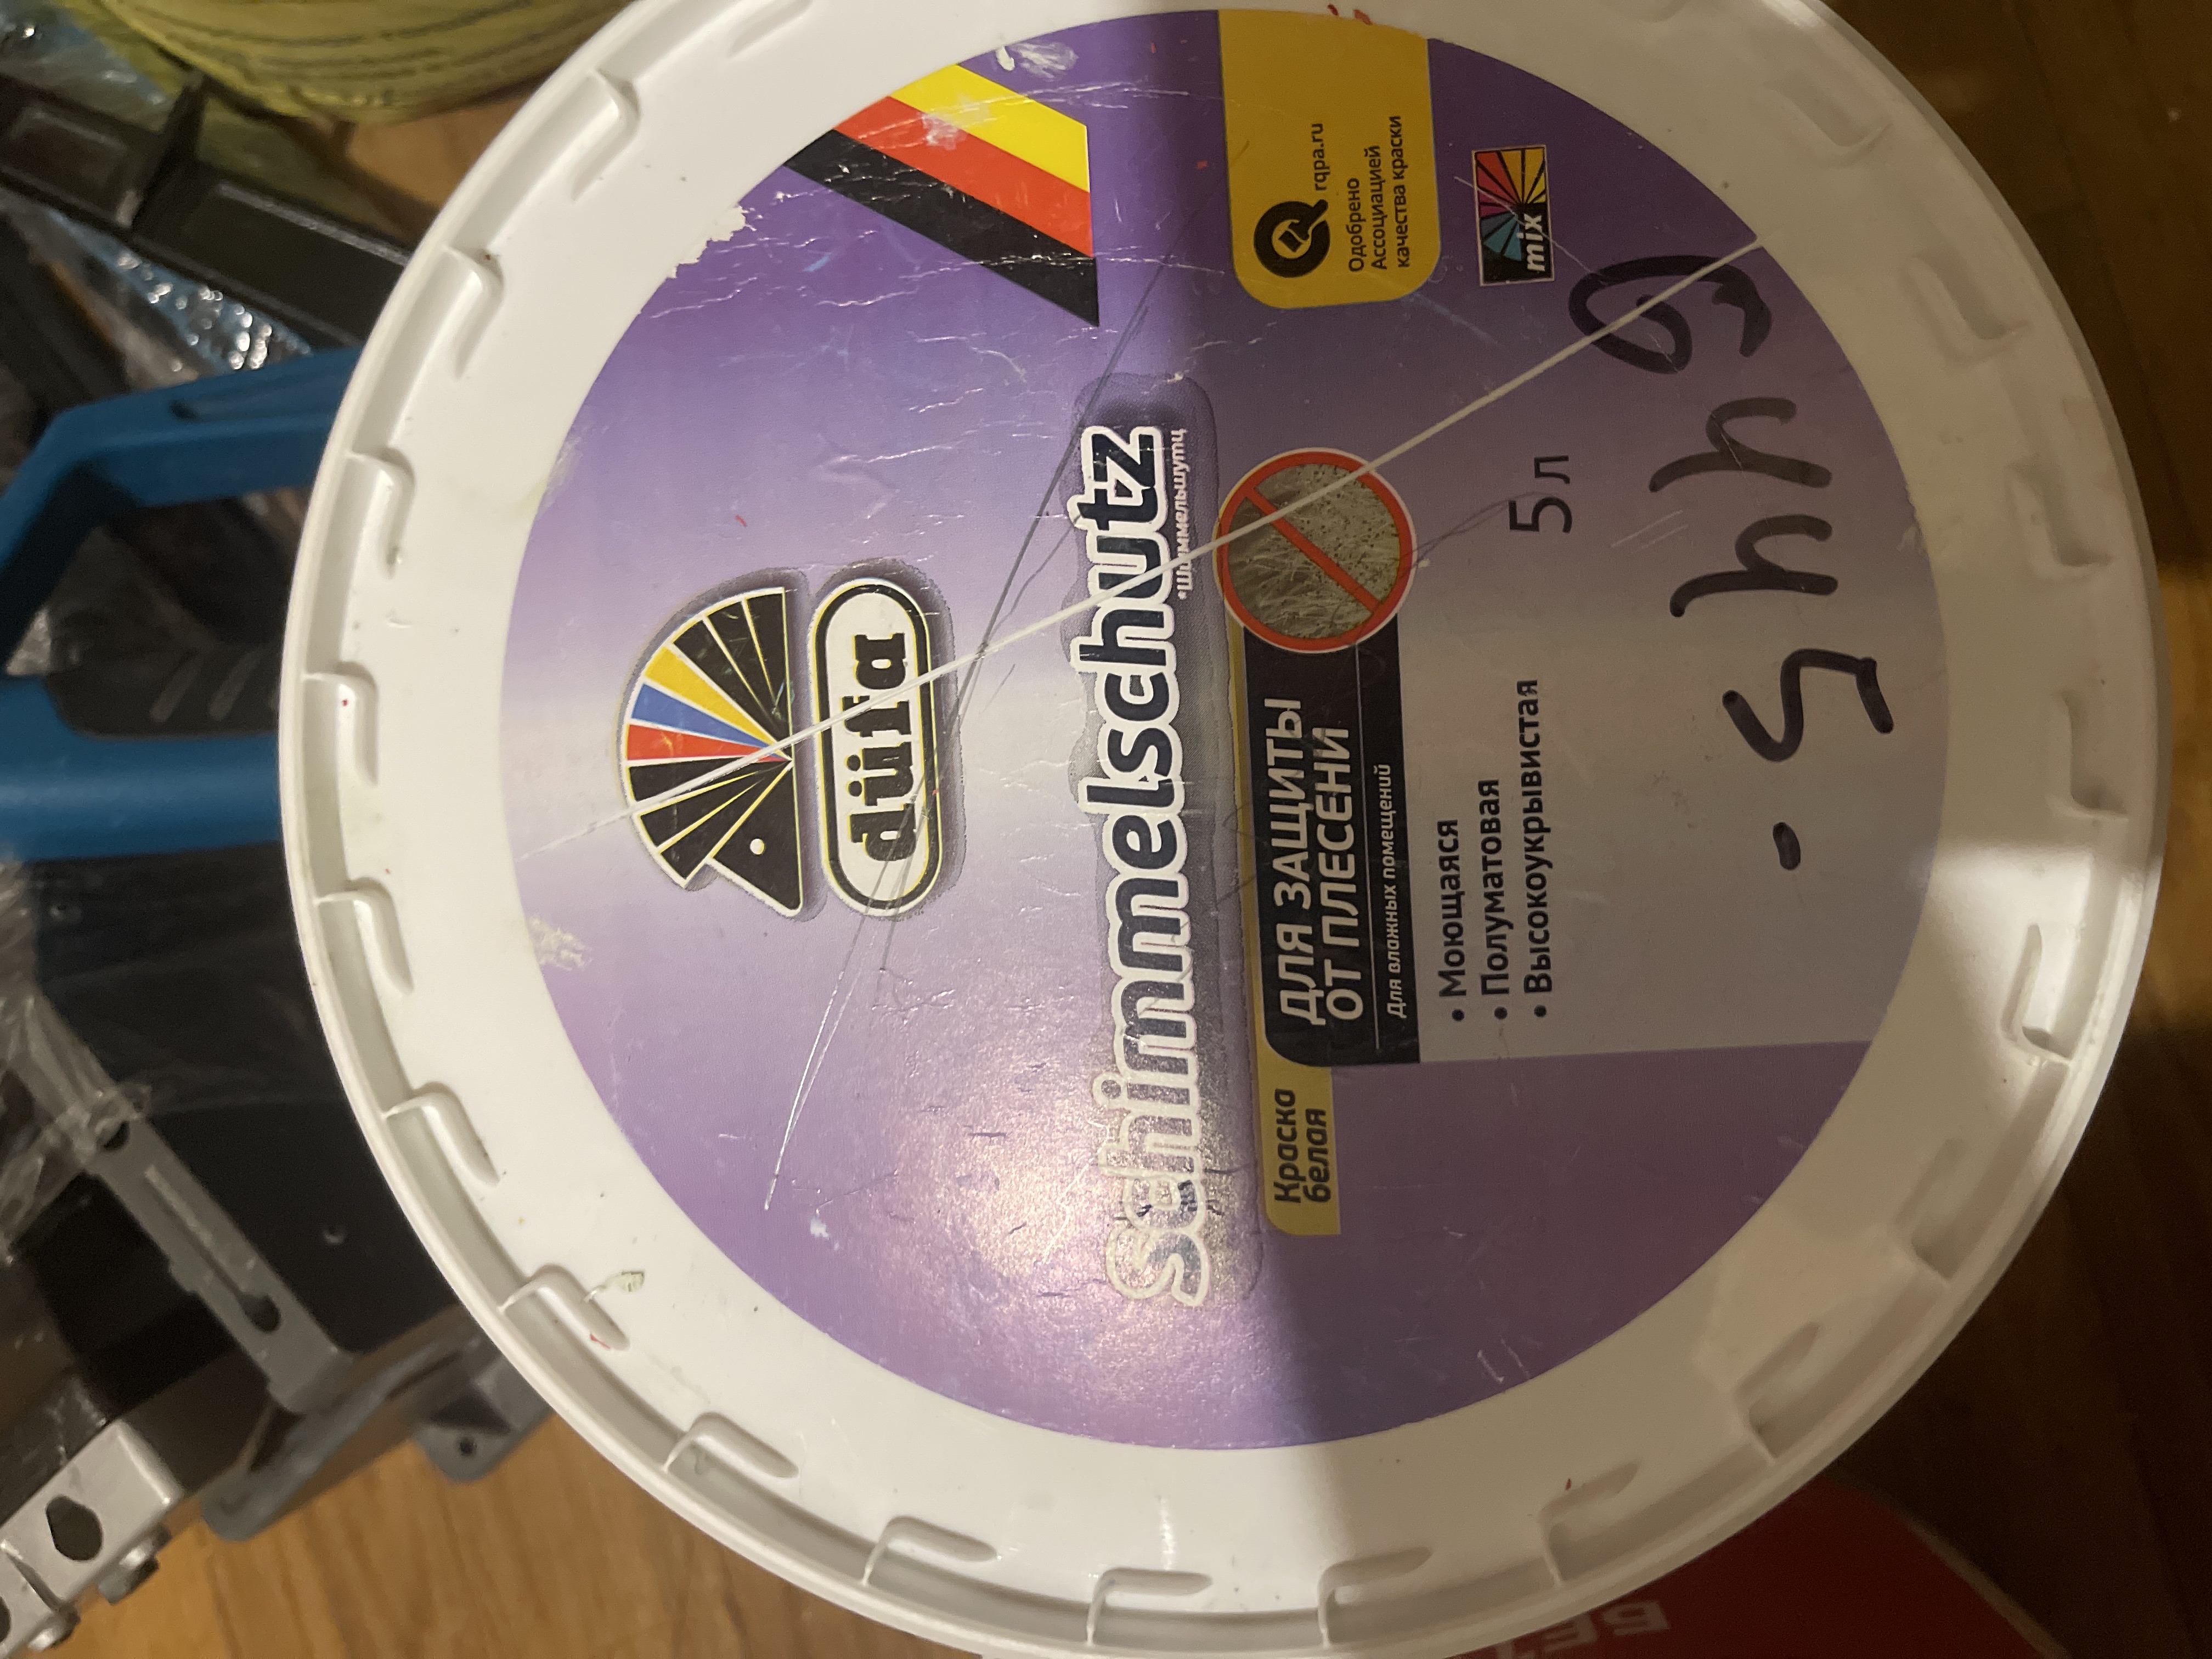 düfa
Schimmelschutz
*Шиммельшутц
Краска
белая
ДЛЯ ЗАЩИТЫ
ОТ ПЛЕСЕНИ
Для влажных помещений
• Моющаяся
• Полуматовая
• Высокоукрывистая
5 л
rqpa.ru
Одобрено
Ассоциацией
качества краски
mix